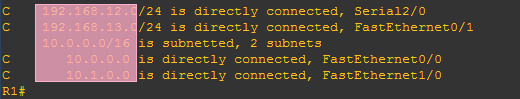 C    192.168.12.0/24 is directly connected, Serial2/0
C    192.168.13.0/24 is directly connected, FastEthernet0/1
     10.0.0.0/16 is subnetted, 2 subnets
C       10.0.0.0 is directly connected, FastEthernet0/0
C       10.1.0.0 is directly connected, FastEthernet1/0
R1#